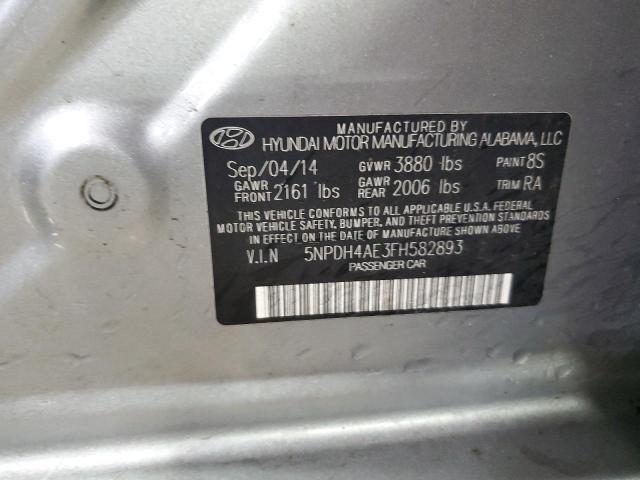 MANUFACTURED BY
HYUNDAI MOTOR MANUFACTURING ALABAMA, LLC
Sep/04/14 GVWR 3880 lbs PAINT 8S
GAWR FRONT 2161 lbs GAWR REAR 2006 lbs TRIM RA
THIS VEHICLE CONFORMS TO ALL APPLICABLE U.S.A. FEDERAL
MOTOR VEHICLE SAFETY, BUMPER, AND THEFT PREVENTION STANDARDS
IN EFFECT ON THE DATE OF MANUFACTURE SHOWN ABOVE.
V.I.N 5NPDH4AE3FH582893
PASSENGER CAR